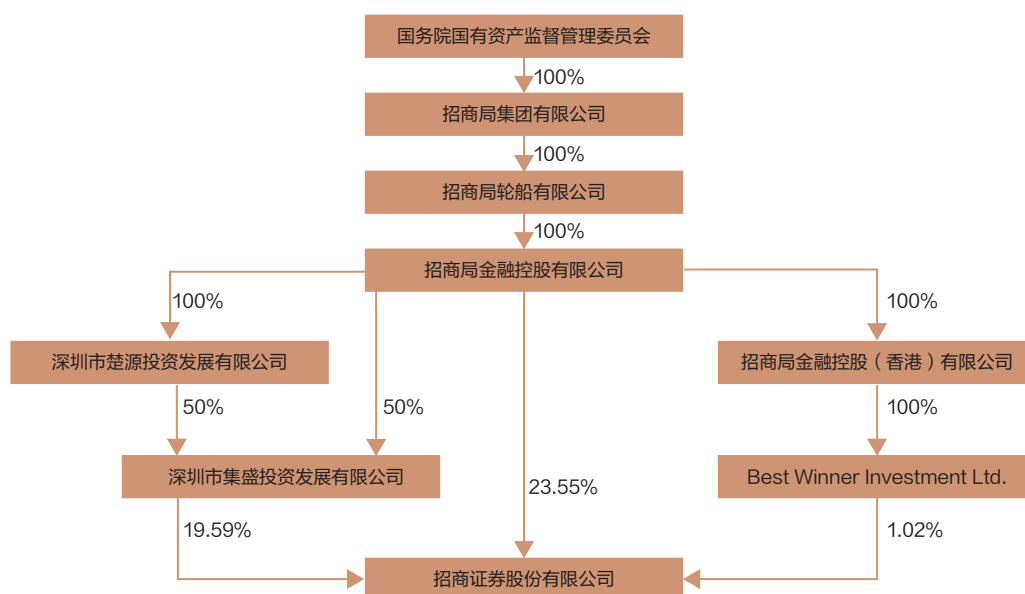 国务院国有资产监督管理委员会
100%
招商局集团有限公司
100%
招商局轮船有限公司
100%
招商局金融控股有限公司
100%
100%
深圳市楚源投资发展有限公司
招商局金融控股（香港）有限公司
50%
50%
100%
深圳市集盛投资发展有限公司
23.55%
Best Winner Investment Ltd.
19.59%
1.02%
招商证券股份有限公司